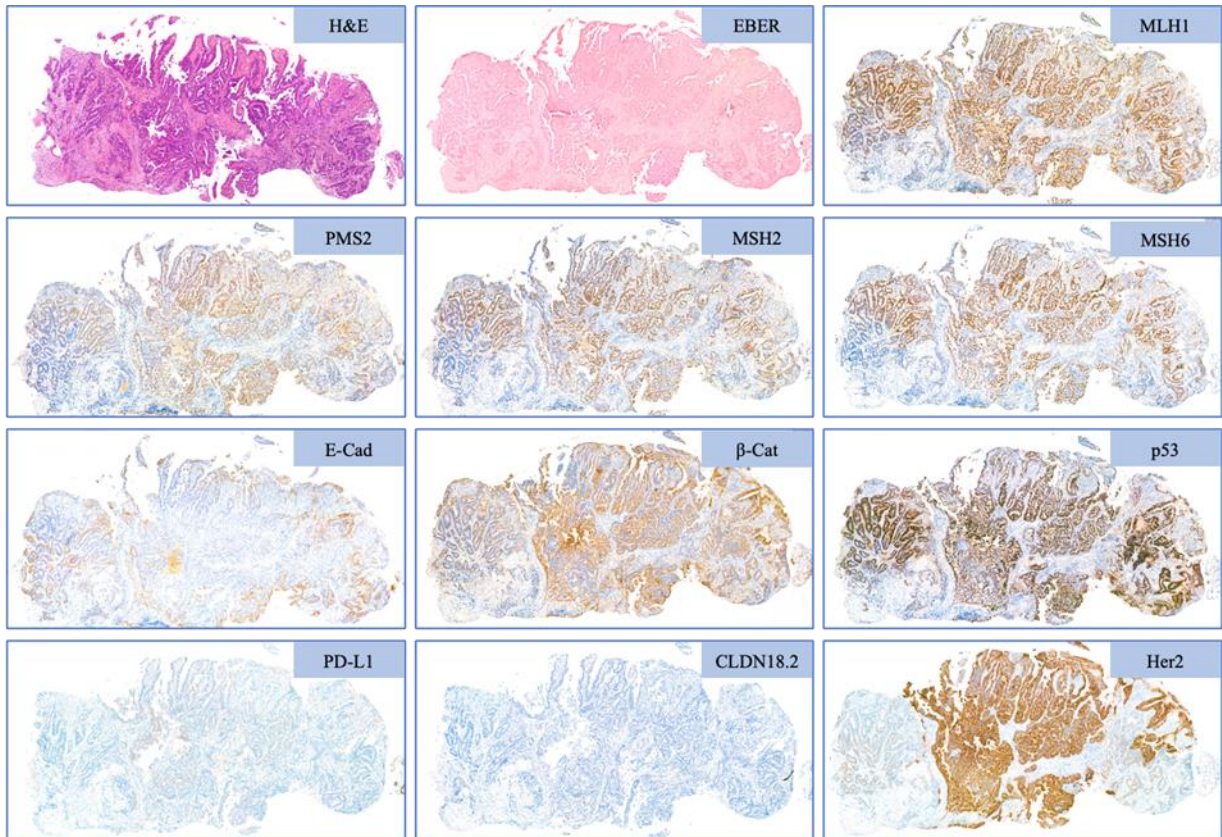 H&E
EBER
MLH1
PMS2
MSH2
MSH6
E-Cad
β-Cat
p53
PD-L1
CLDN18.2
Her2